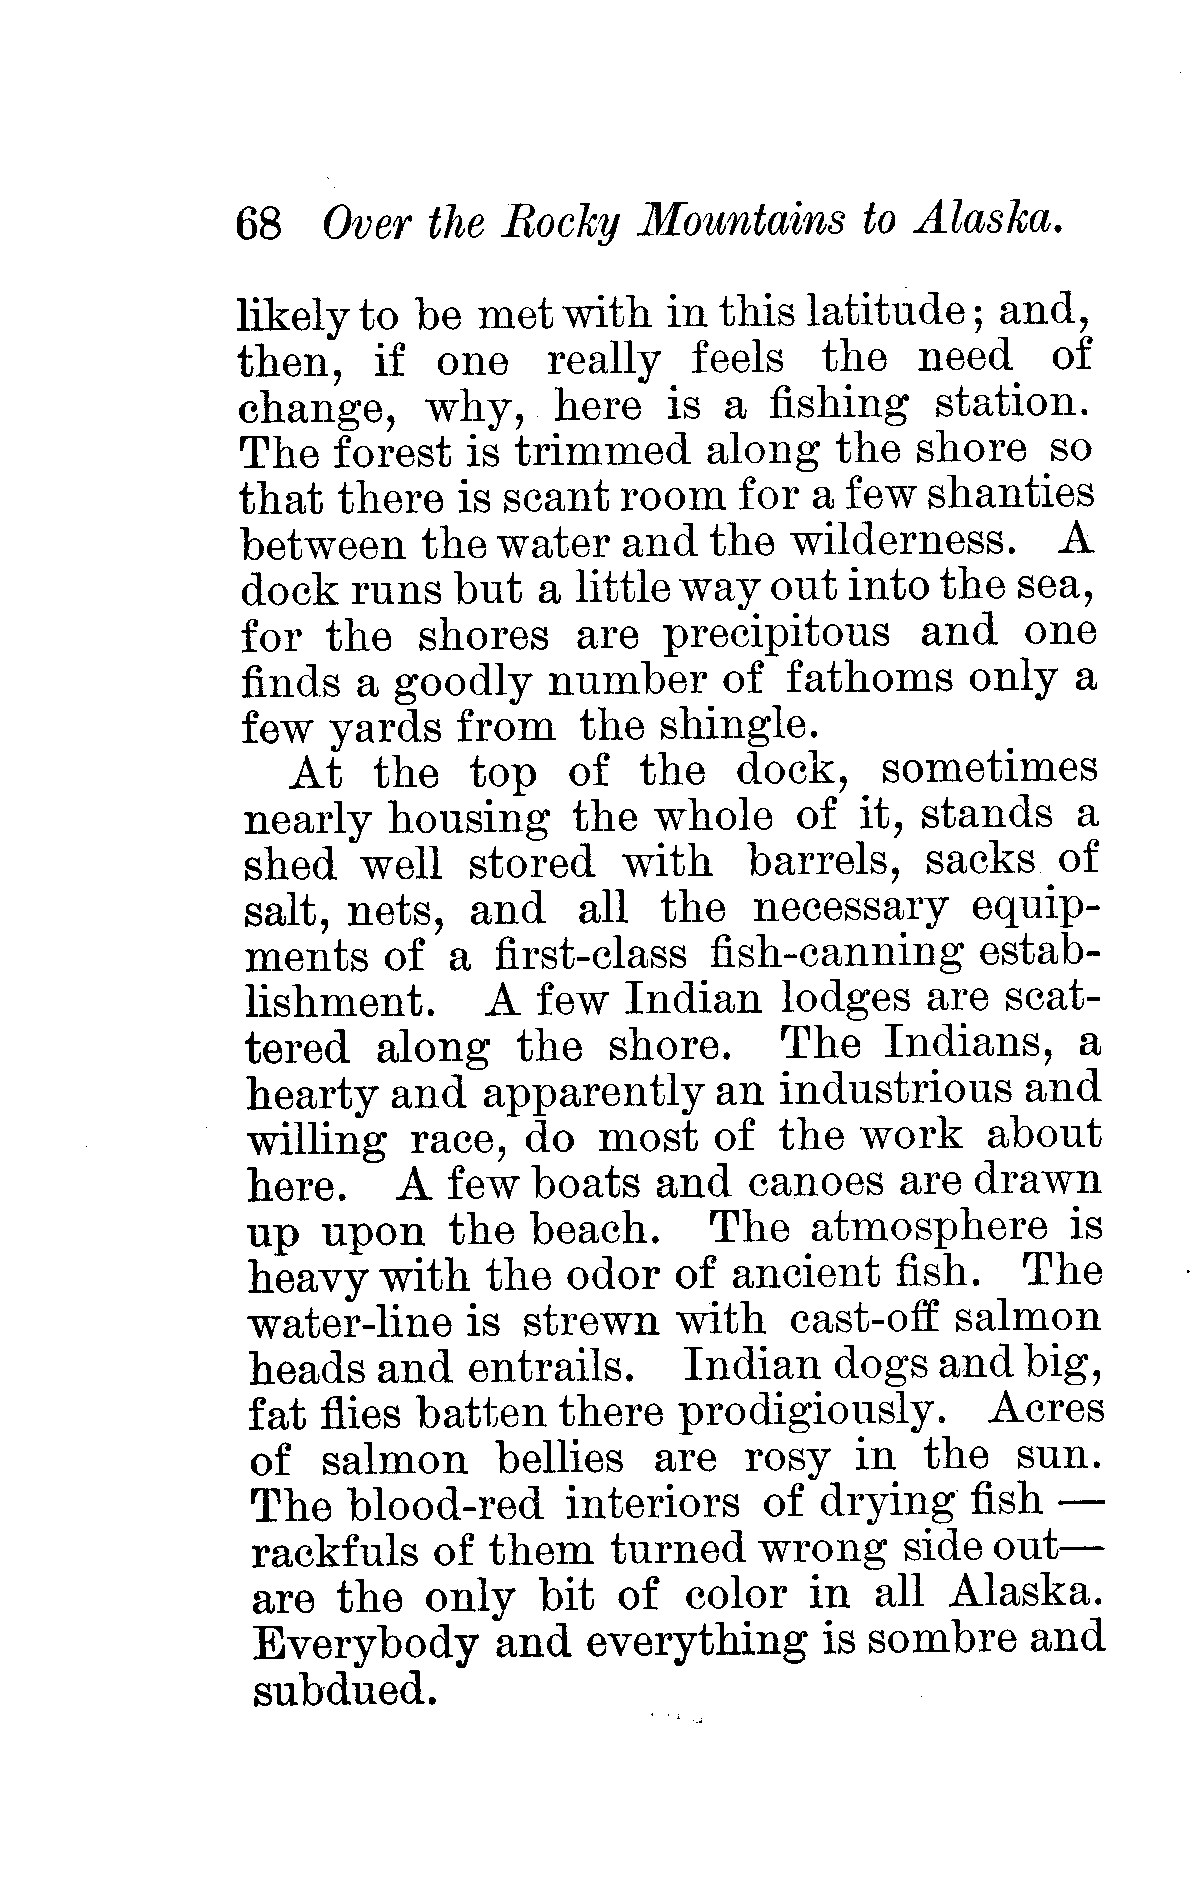 68 Over the Rocky Mountains to Alaska.
likely to be met with in this latitude; and,
then, if one really feels the need of
change, why, here is a fishing station.
The forest is trimmed along the shore so
that there is scant room for a few shanties
between the water and the wilderness. A
dock runs but a little way out into the sea,
for the shores are precipitous and one
finds a goodly number of fathoms only a
few yards from the shingle.
At the top of the dock, sometimes
nearly housing the whole of it, stands a
shed well stored with barrels, sacks of
salt, nets, and all the necessary equip-
ments of a first-class fish-canning estab-
lishment. A few Indian lodges are scat-
tered along the shore. The Indians, a
hearty and apparently an industrious and
willing race, do most of the work about
here. A few boats and canoes are drawn
up upon the beach. The atmosphere is
heavy with the odor of ancient fish. The
water-line is strewn with cast-off salmon
heads and entrails. Indian dogs and big,
fat flies batten there prodigiously. Acres
of salmon bellies are rosy in the sun.
The blood-red interiors of drying fish —
rackfuls of them turned wrong side out—
are the only bit of color in all Alaska.
Everybody and everything is sombre and
subdued.